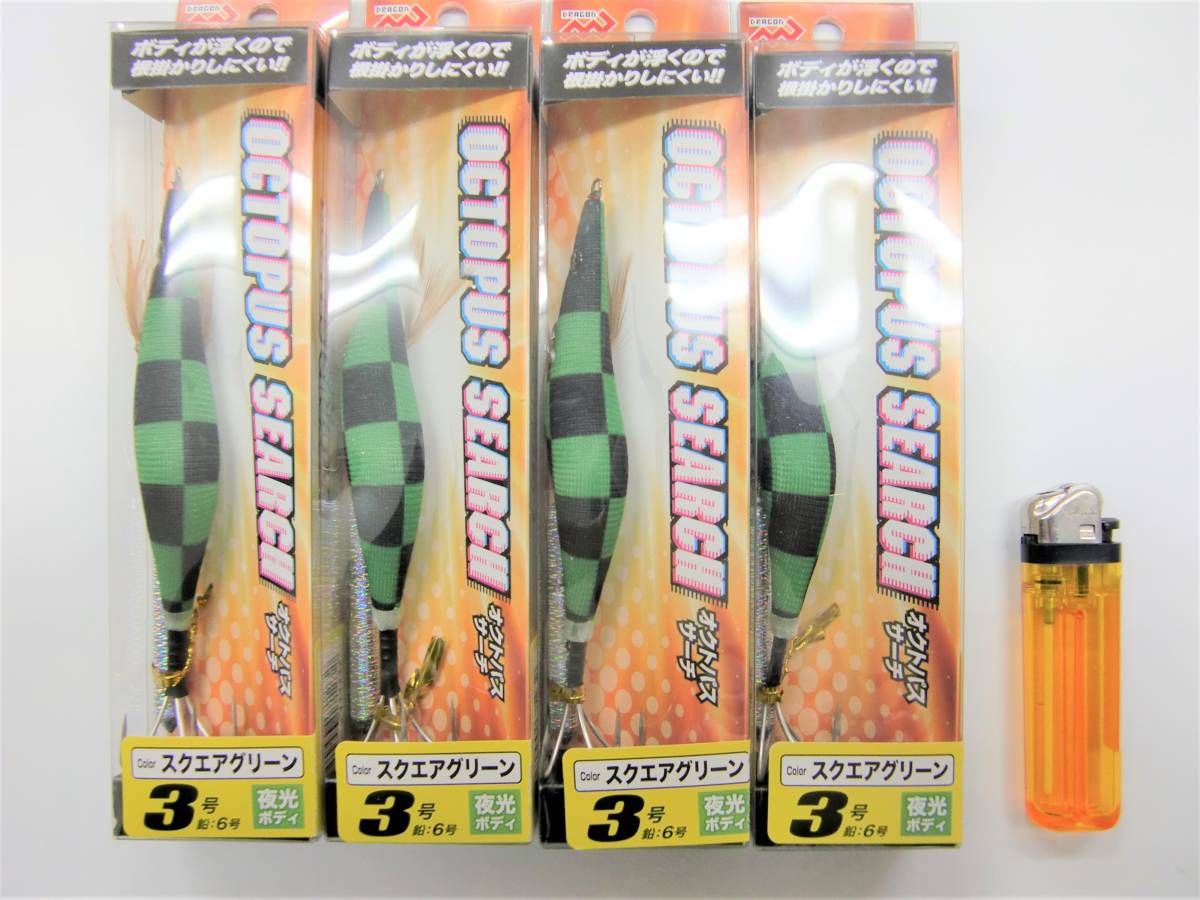 DRAGON
ボディが浮くので
根掛かりしにくい!!
OCTOPUS SEARCH
オクトパス
サーチ
Color スクエアグリーン
3号
鉛:6号
夜光
ボディ
DRAGON
ボディが浮くので
根掛かりしにくい!!
OCTOPUS SEARCH
オクトパス
サーチ
Color スクエアグリーン
3号
鉛:6号
夜光
ボディ
DRAGON
ボディが浮くので
根掛かりしにくい!!
OCTOPUS SEARCH
オクトパス
サーチ
Color スクエアグリーン
3号
鉛:6号
夜光
ボディ
DRAGON
ボディが浮くので
根掛かりしにくい!!
OCTOPUS SEARCH
オクトパス
サーチ
Color スクエアグリーン
3号
鉛:6号
夜光
ボディ